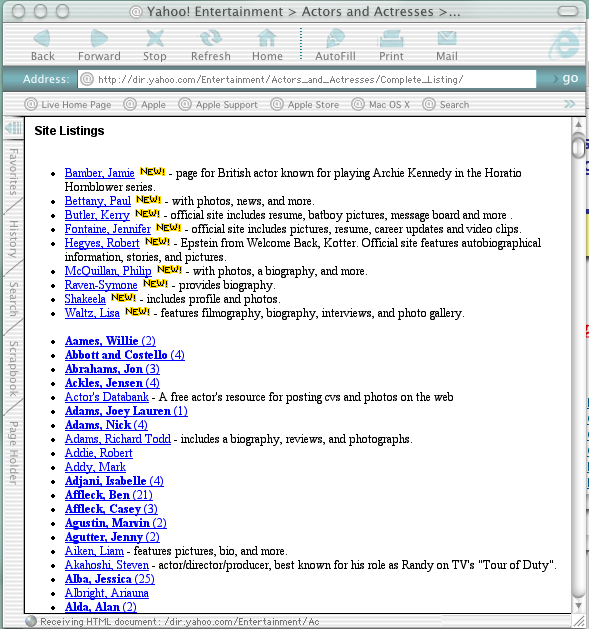 @ Yahoo! Entertainment > Actors and Actresses >...
Back Forward Stop Refresh Home AutoFill Print Mail
Address: @ http://dir.yahoo.com/Entertainment/Actors_and_Actresses/Complete_Listing/ › go
@ Live Home Page @ Apple @ Apple Support @ Apple Store @ Mac OS X @ Search »
Favorites
History
Search
Scrapbook
Page Holder
Site Listings
• Bamber, Jamie NEW! - page for British actor known for playing Archie Kennedy in the Horatio
Hornblower series.
• Bettany, Paul NEW! - with photos, news, and more.
• Butler, Kerry NEW! - official site includes resume, batboy pictures, message board and more .
• Fontaine, Jennifer NEW! - official site includes pictures, resume, career updates and video clips.
• Hegyes, Robert NEW! - Epstein from Welcome Back, Kotter. Official site features autobiographical
information, stories, and pictures.
• McQuillan, Philip NEW! - with photos, a biography, and more.
• Raven-Symone NEW! - provides biography.
• Shakeela NEW! - includes profile and photos.
• Waltz, Lisa NEW! - features filmography, biography, interviews, and photo gallery.
• Aames, Willie (2)
• Abbott and Costello (4)
• Abrahams, Jon (3)
• Ackles, Jensen (4)
• Actor's Databank - A free actor's resource for posting cvs and photos on the web
• Adams, Joey Lauren (1)
• Adams, Nick (4)
• Adams, Richard Todd - includes a biography, reviews, and photographs.
• Addie, Robert
• Addy, Mark
• Adjani, Isabelle (4)
• Affleck, Ben (21)
• Affleck, Casey (3)
• Agustin, Marvin (2)
• Agutter, Jenny (2)
• Aiken, Liam - features pictures, bio, and more.
• Akahoshi, Steven - actor/director/producer, best known for his role as Randy on TV's "Tour of Duty".
• Alba, Jessica (25)
• Albright, Ariauna
• Alda, Alan (2)
Receiving HTML document: /dir.yahoo.com/Entertainment/Ac